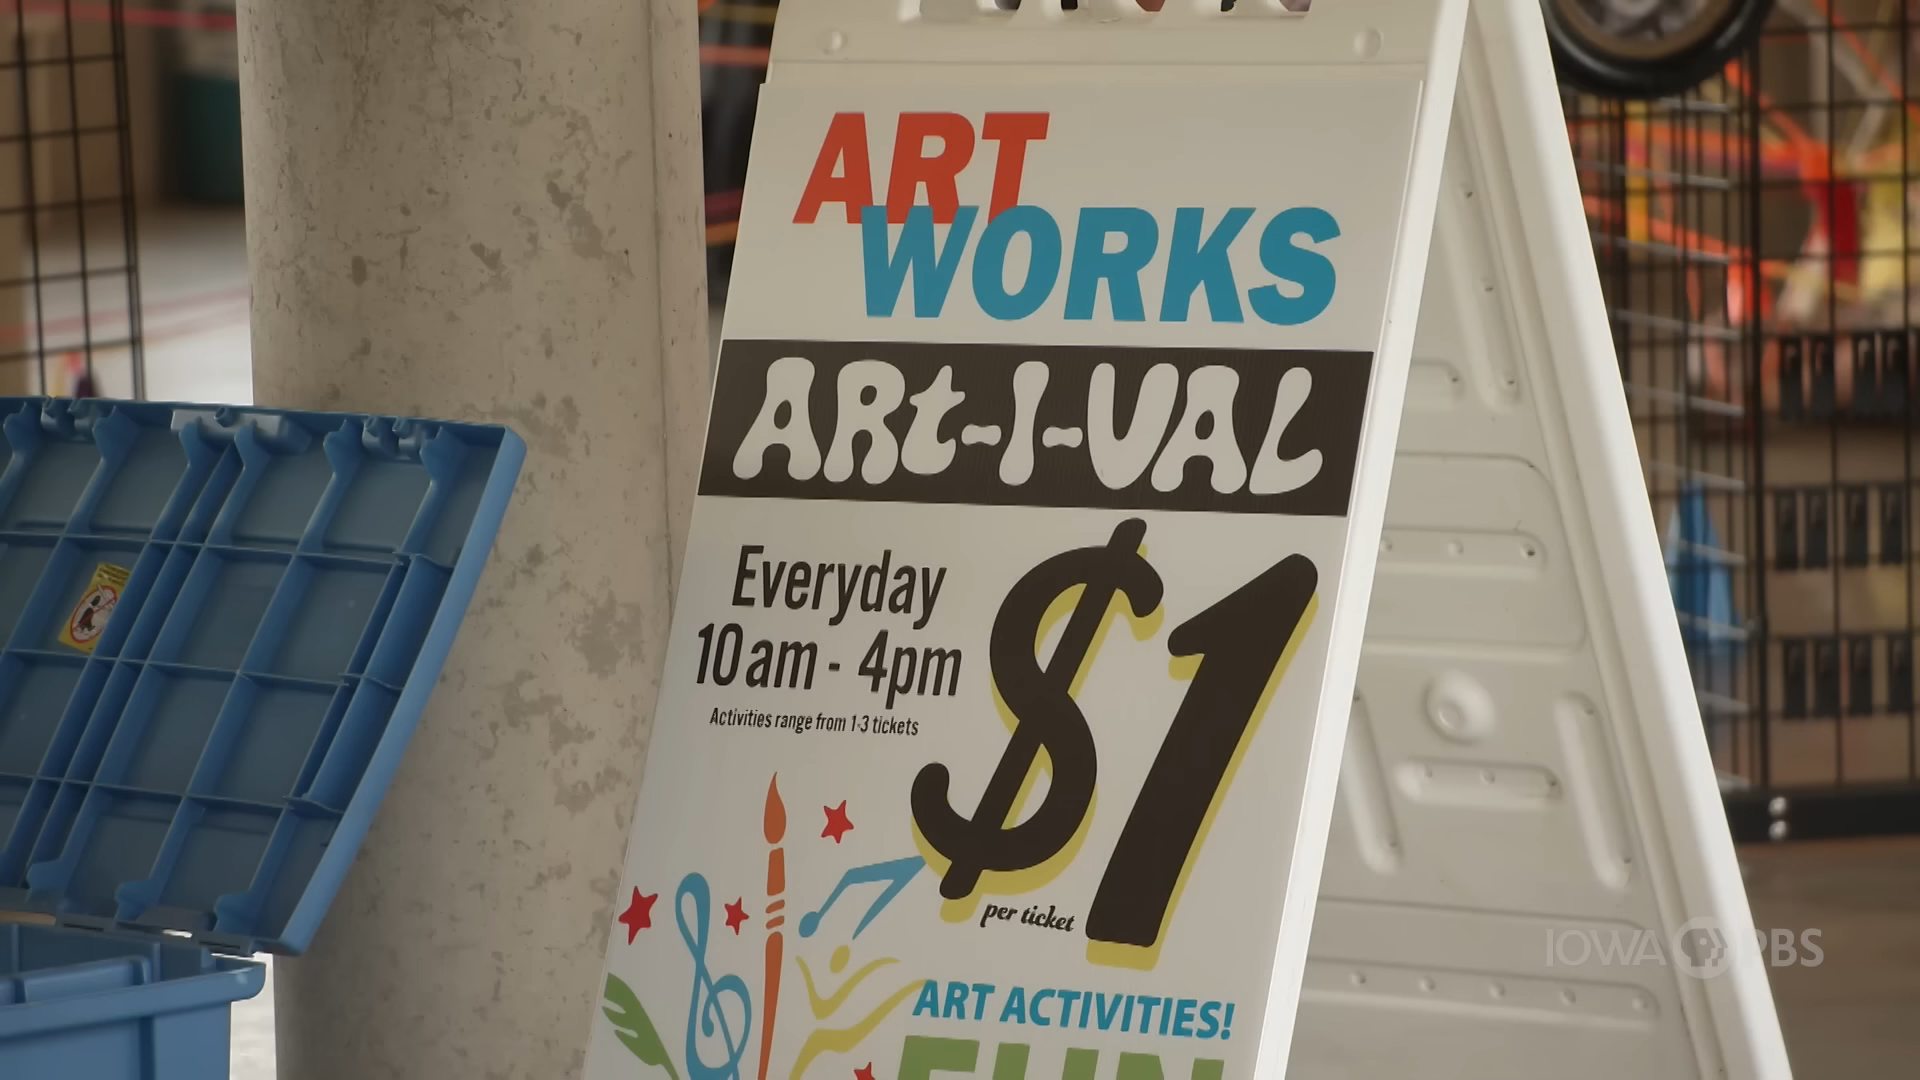 ART
WORKS
ARt-I-VAL
Everyday
10am - 4pm
Activities range from 1-3 tickets
$1
per ticket
ART ACTIVITIES!
FUN
IOWA PBS